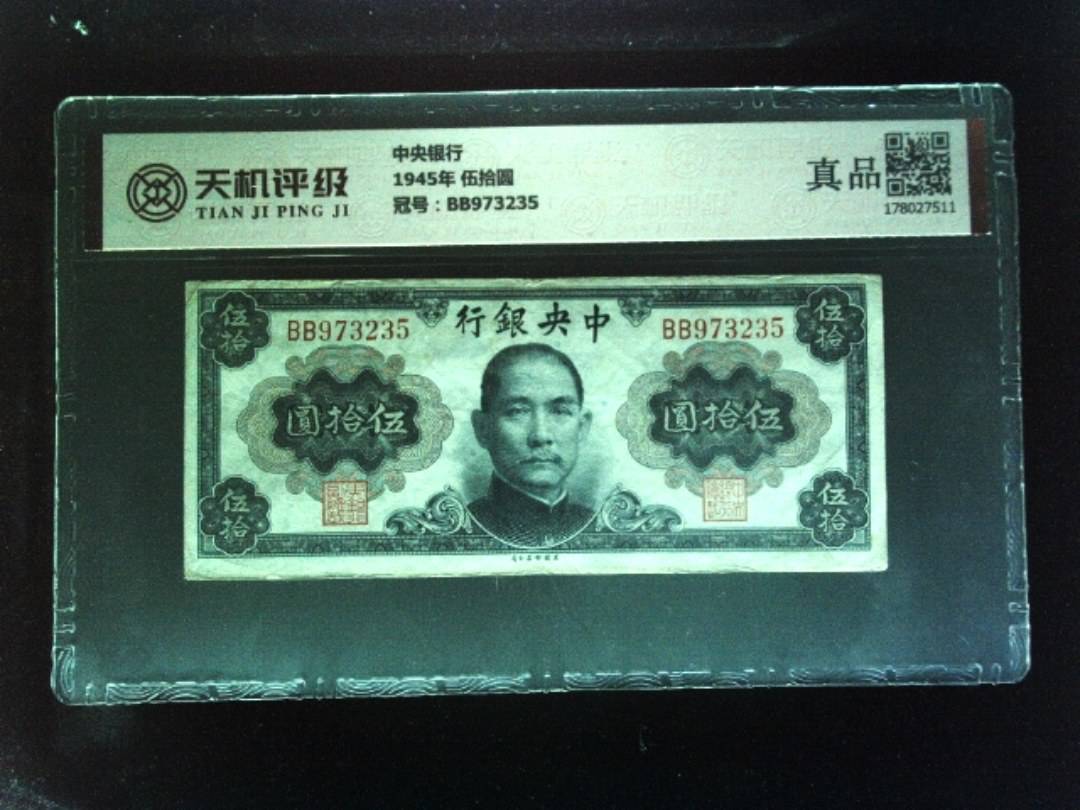 天机评级
TIAN JI PING JI
中央银行
1945年 伍拾圆
冠号：BB973235
真品
178027511
伍拾
BB973235
行銀央中
BB973235
伍拾
圓拾伍
圓拾伍
伍拾
伍拾